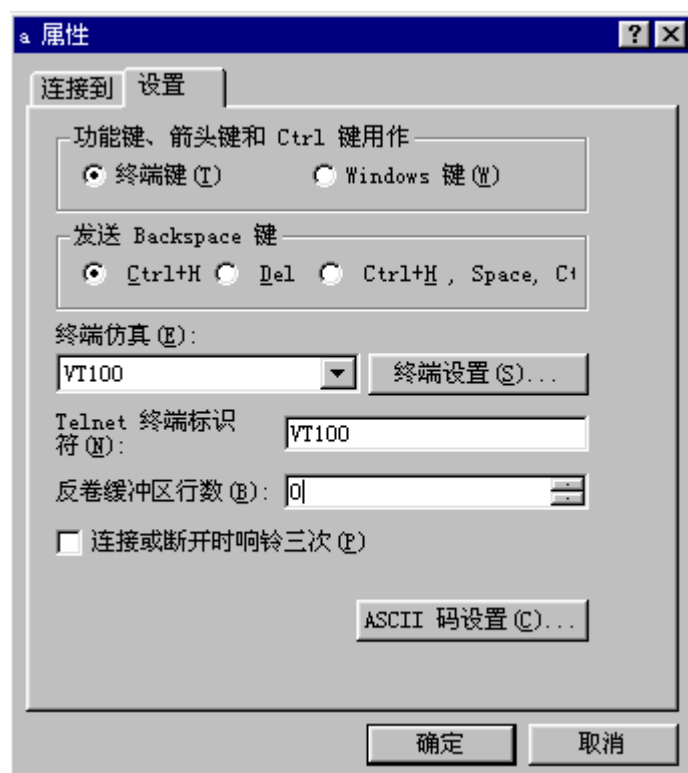 a 属性
连接到 设置
功能键、箭头键和 Ctrl 键用作
终端键(T) Windows 键(W)
发送 Backspace 键
Ctrl+H Del Ctrl+H , Space, Ct
终端仿真(E):
VT100 终端设置(S)...
Telnet 终端标识
符(N): VT100
反卷缓冲区行数(B): 0
连接或断开时响铃三次(P)
ASCII 码设置(C)...
确定 取消